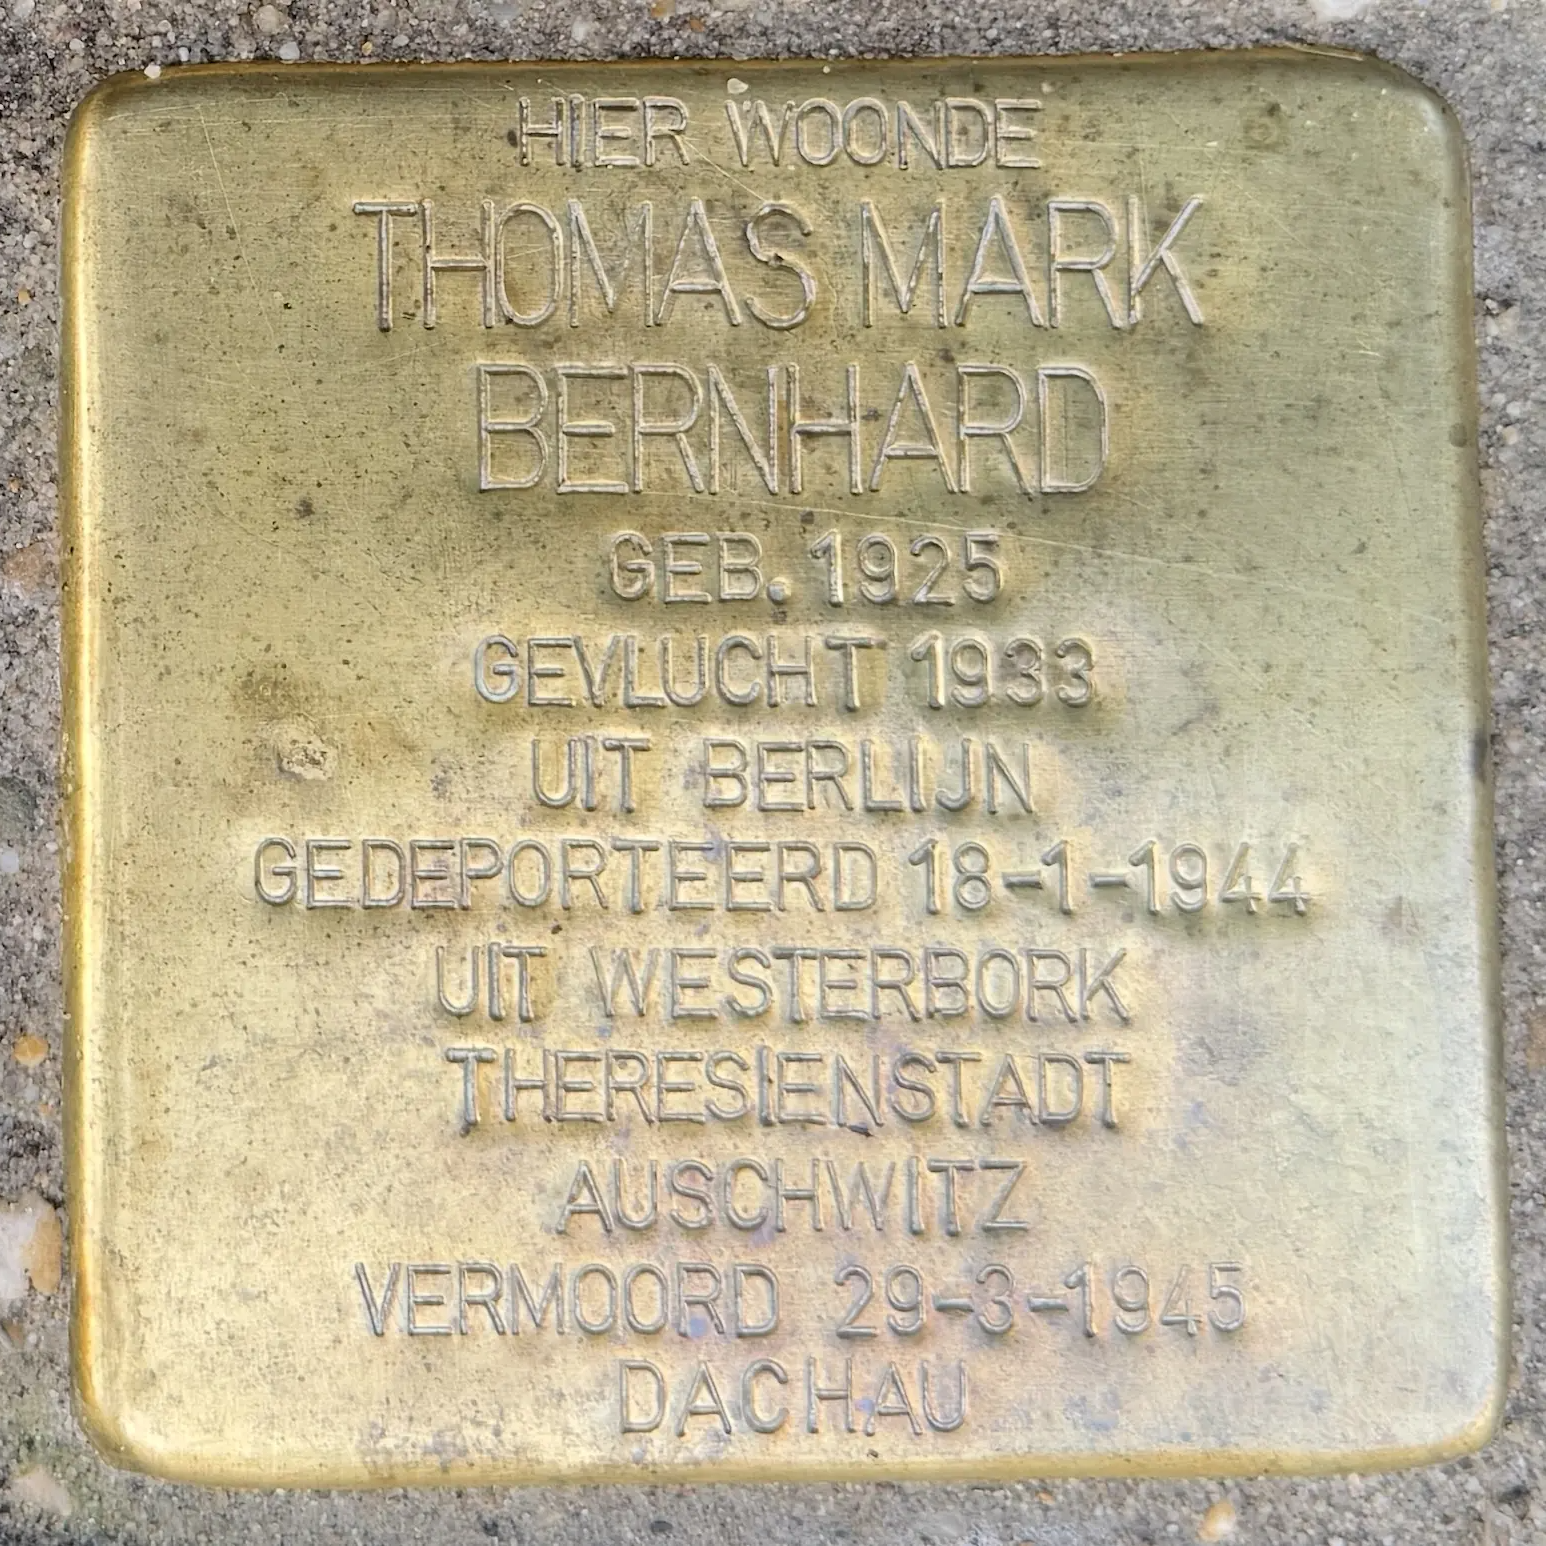 HIER WOONDE
THOMAS MARK
BERNHARD
GEB. 1925
GEVLUCHT 1933
UIT BERLIJN
GEDEPORTEERD 18-1-1944
UIT WESTERBORK
THERESIENSTADT
AUSCHWITZ
VERMOORD 29-3-1945
DACHAU